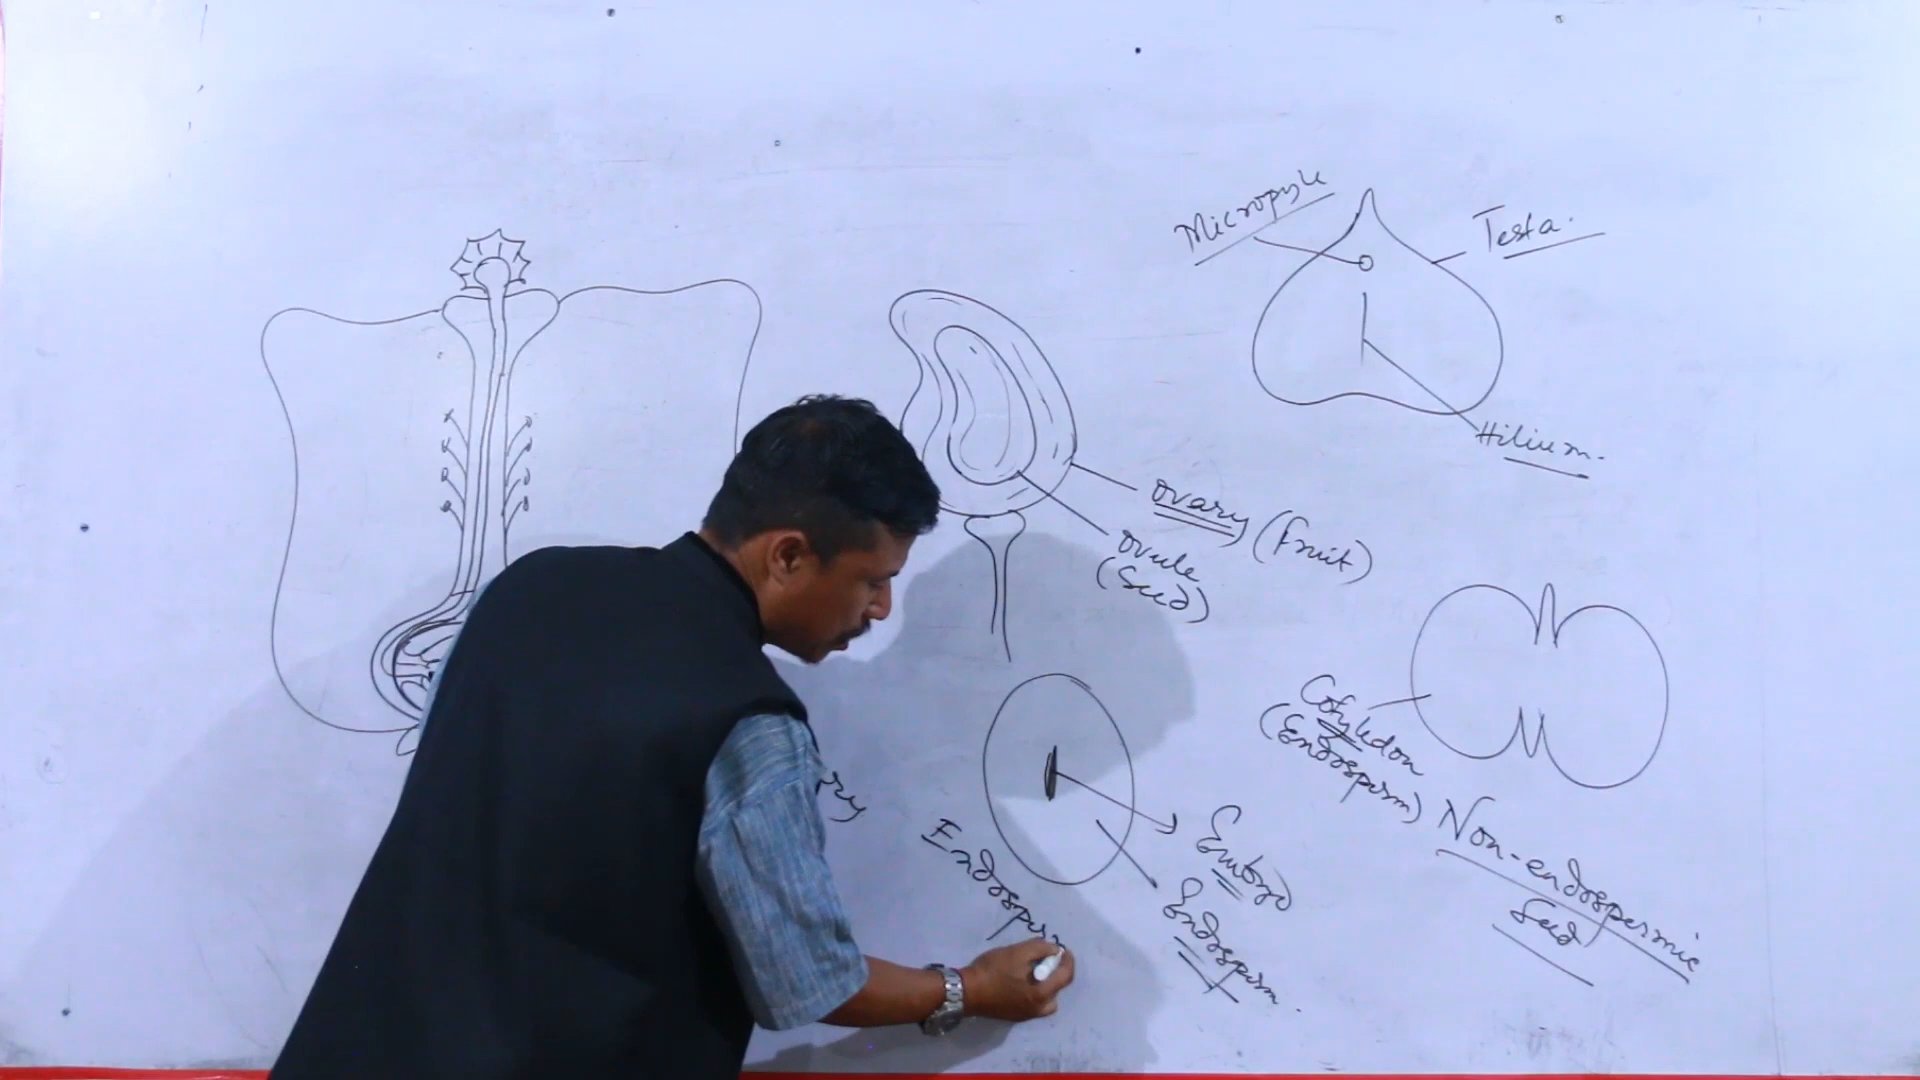 Micropyle
Testa.
Hilium.
Ovary (Fruit)
Ovule
(Seed)
Cotyledon
(Endosperm)
Non-endospermic
Seed
Embryo
Endosperm.
Endosperm